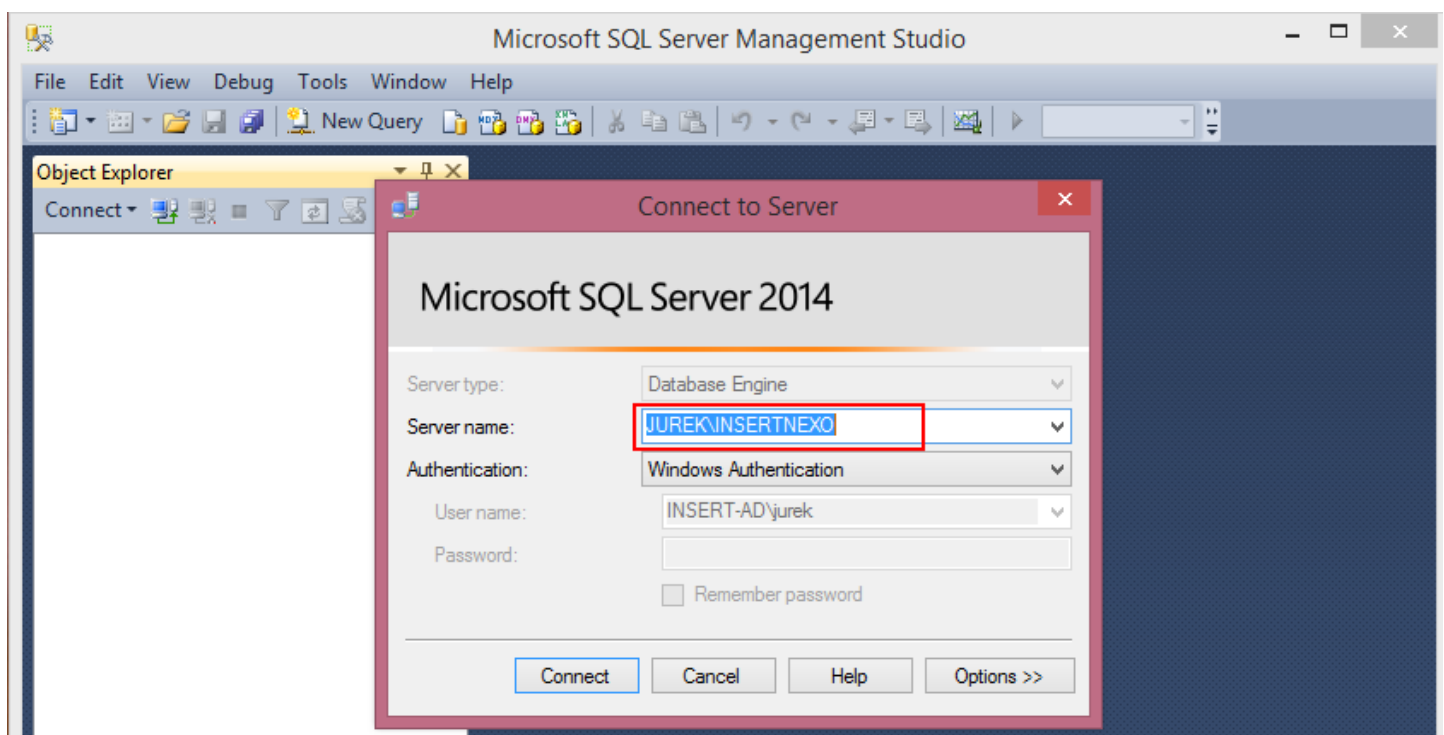 Microsoft SQL Server Management Studio
File Edit View Debug Tools Window Help
New Query
Object Explorer
Connect
Connect to Server
Microsoft SQL Server 2014
Server type: Database Engine
Server name: JUREK\INSERTNEXO
Authentication: Windows Authentication
User name: INSERT-AD\jurek
Password:
Remember password
Connect Cancel Help Options >>